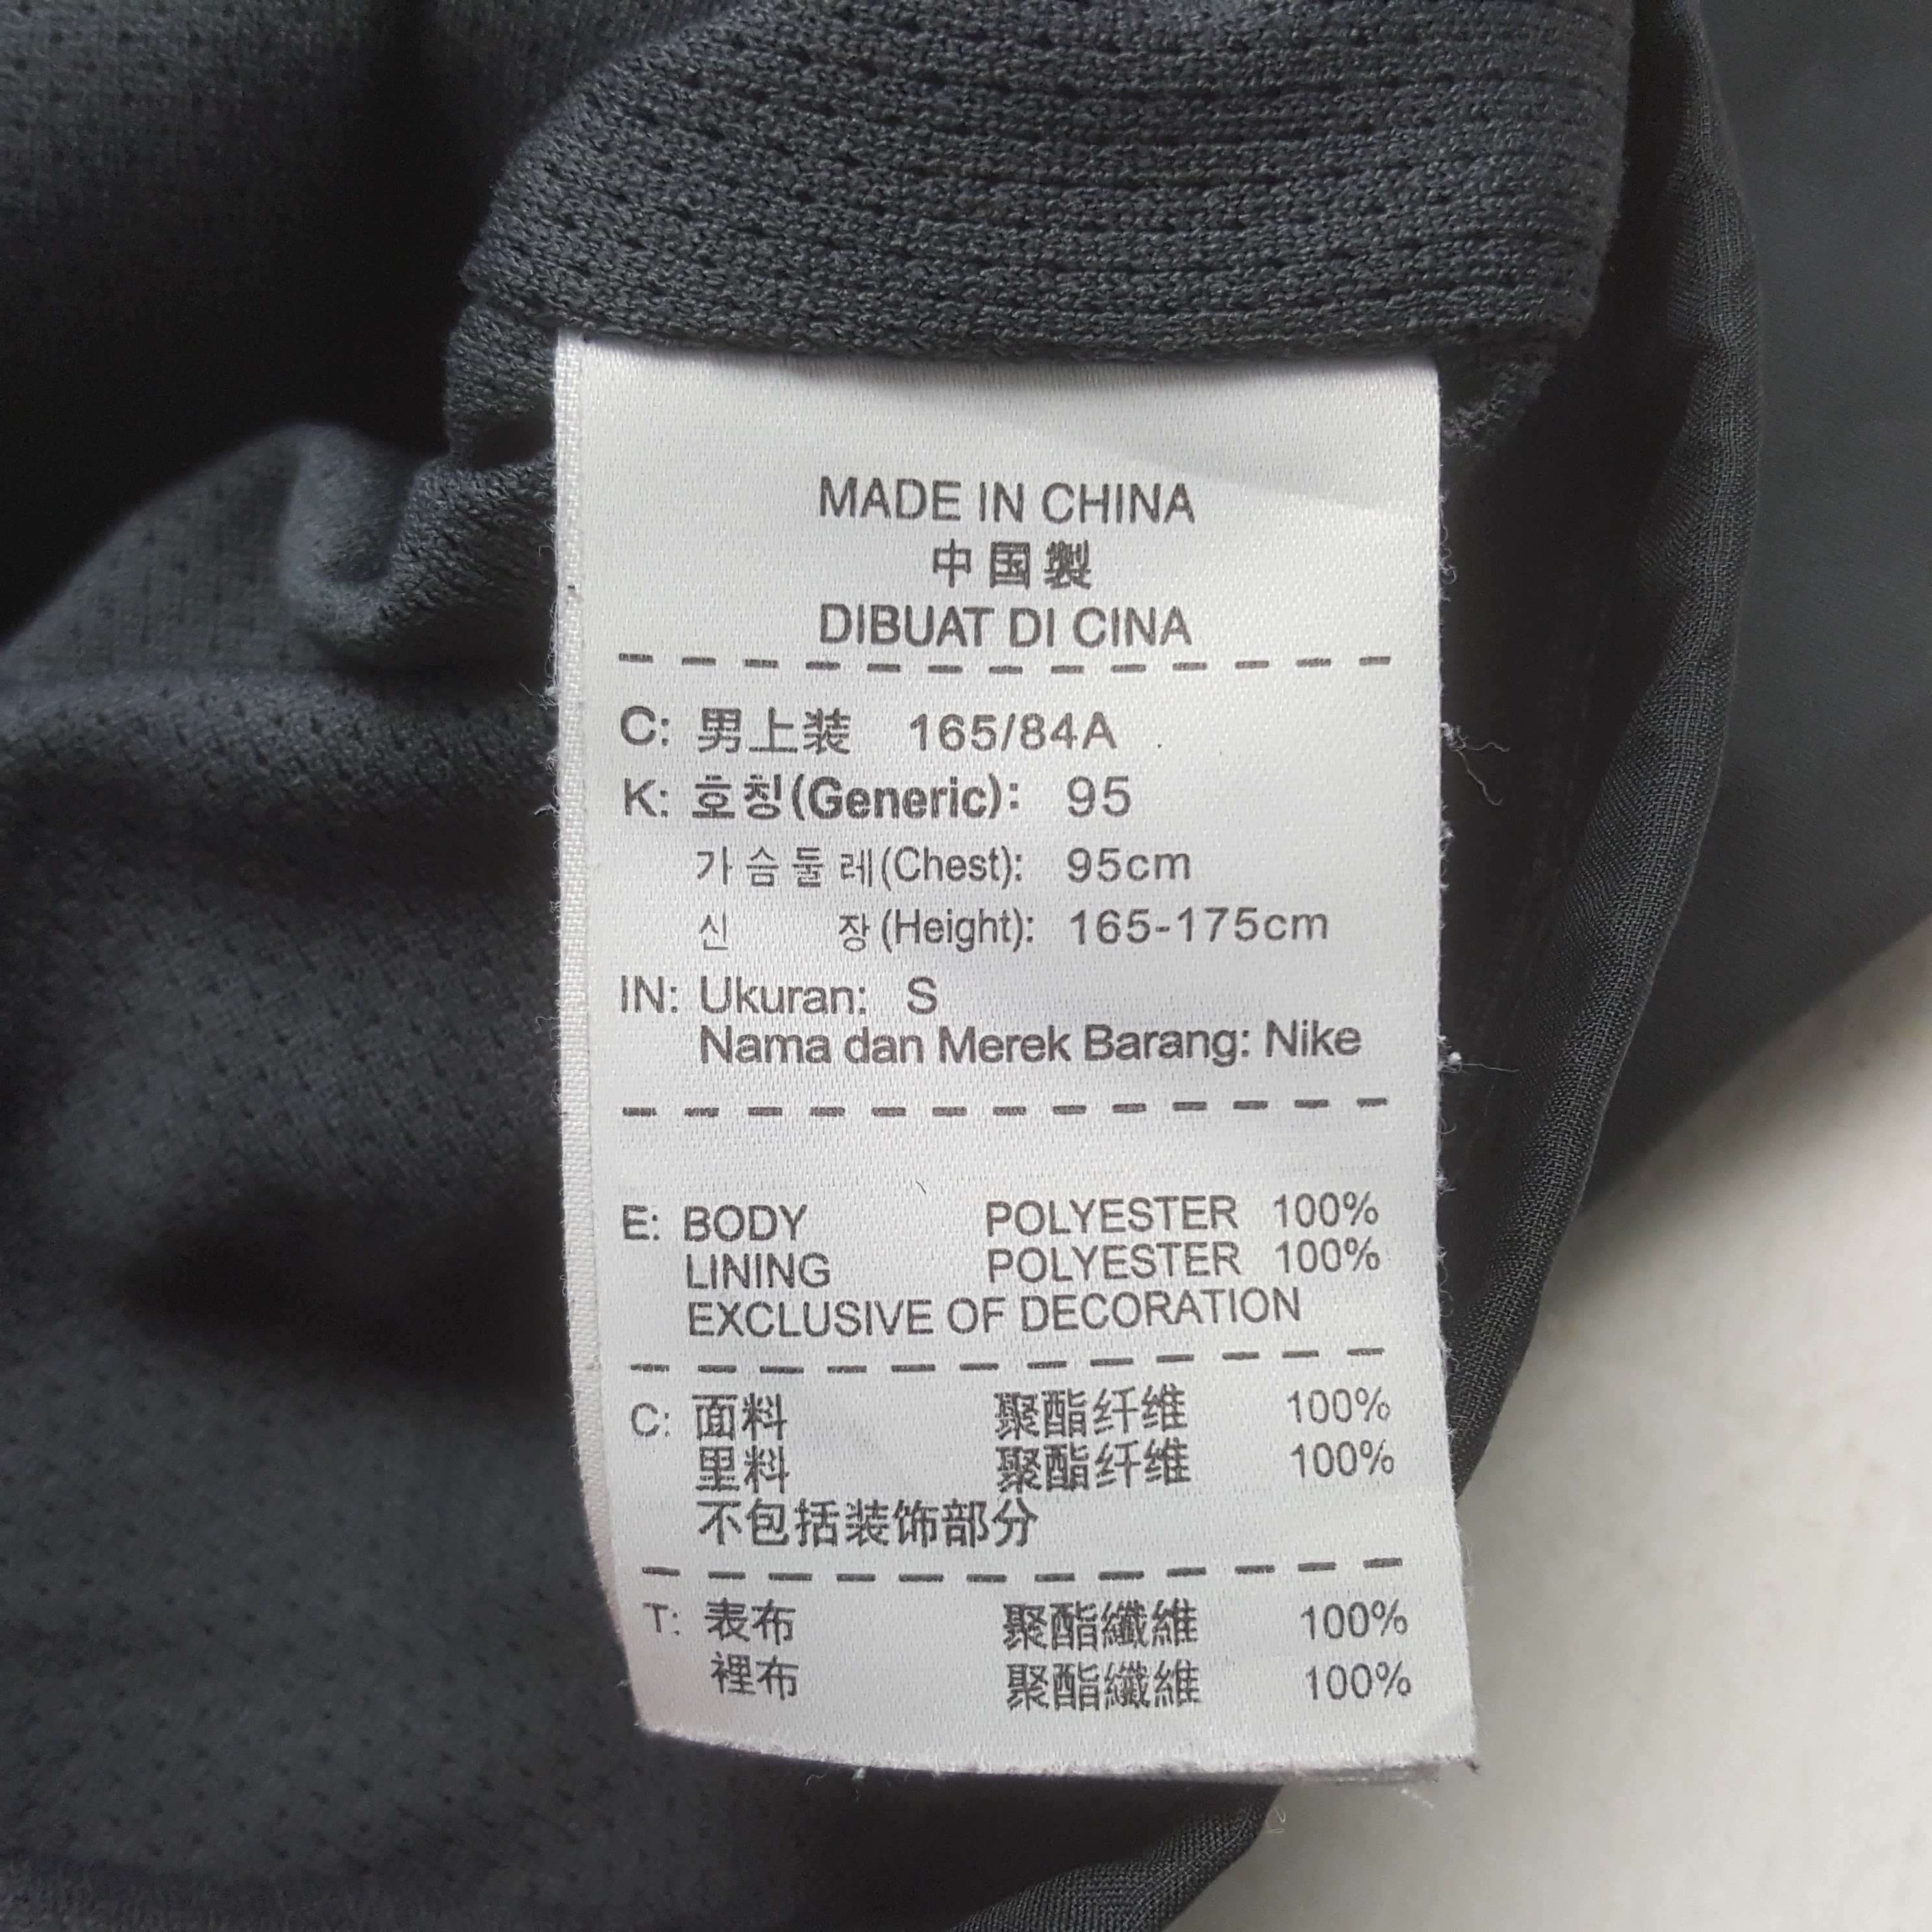 MADE IN CHINA
中国製
DIBUAT DI CINA
C: 男上装 165/84A
K: 호칭(Generic): 95
가슴둘레(Chest): 95cm
신 장(Height): 165-175cm
IN: Ukuran: S
Nama dan Merek Barang: Nike
E: BODY POLYESTER 100%
LINING POLYESTER 100%
EXCLUSIVE OF DECORATION
C: 面料 聚酯纤维 100%
里料 聚酯纤维 100%
不包括装饰部分
T: 表布 聚酯纖維 100%
裡布 聚酯纖維 100%